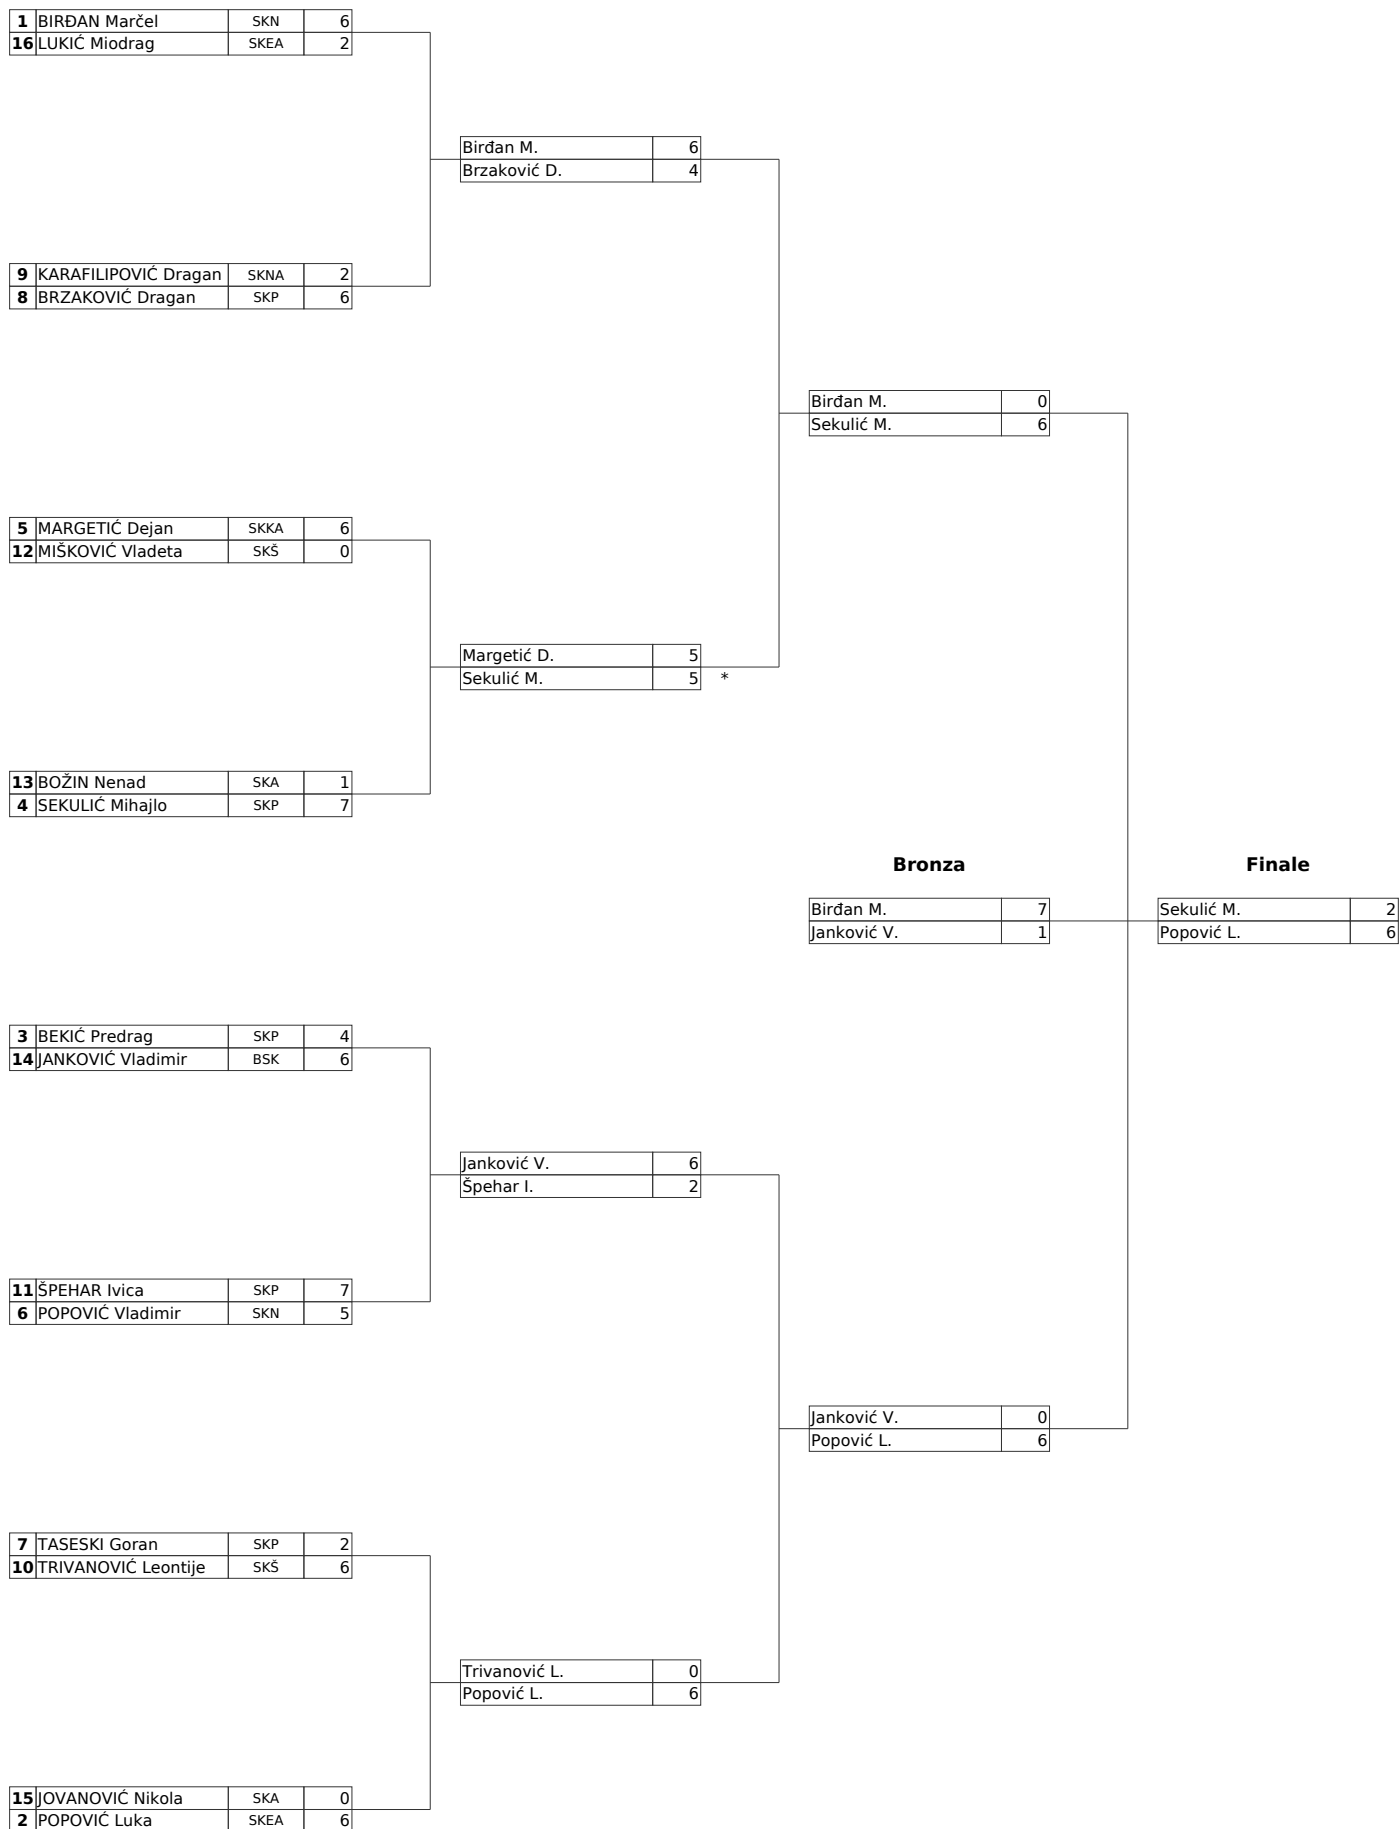 1 BIRĐAN Marčel SKN 6
16 LUKIĆ Miodrag SKEA 2
Birđan M. 6
Brzaković D. 4
9 KARAFILIPOVIĆ Dragan SKNA 2
8 BRZAKOVIĆ Dragan SKP 6
Birđan M. 0
Sekulić M. 6
5 MARGETIĆ Dejan SKKA 6
12 MIŠKOVIĆ Vladeta SKŠ 0
Margetić D. 5
Sekulić M. 5 *
13 BOŽIN Nenad SKA 1
4 SEKULIĆ Mihajlo SKP 7
Bronza Finale
Birđan M. 7 Sekulić M. 2
Janković V. 1 Popović L. 6
3 BEKIĆ Predrag SKP 4
14 JANKOVIĆ Vladimir BSK 6
Janković V. 6
Špehar I. 2
11 ŠPEHAR Ivica SKP 7
6 POPOVIĆ Vladimir SKN 5
Janković V. 0
Popović L. 6
7 TASESKI Goran SKP 2
10 TRIVANOVIĆ Leontije SKŠ 6
Trivanović L. 0
Popović L. 6
15 JOVANOVIĆ Nikola SKA 0
2 POPOVIĆ Luka SKEA 6